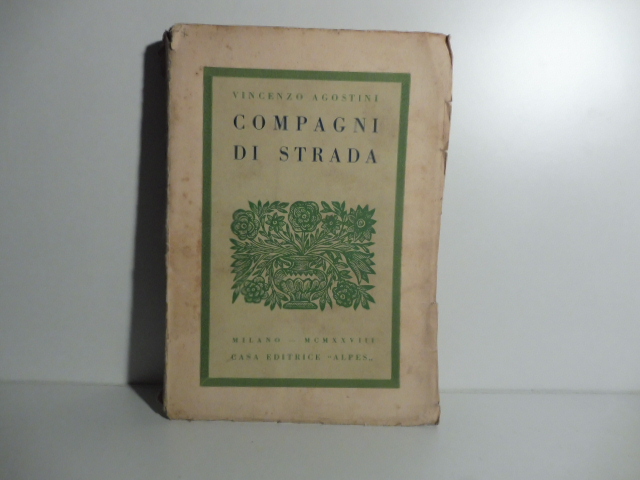 VINCENZO AGOSTINI
COMPAGNI
DI STRADA
MILANO - MCMXXVIII
CASA EDITRICE "ALPES"